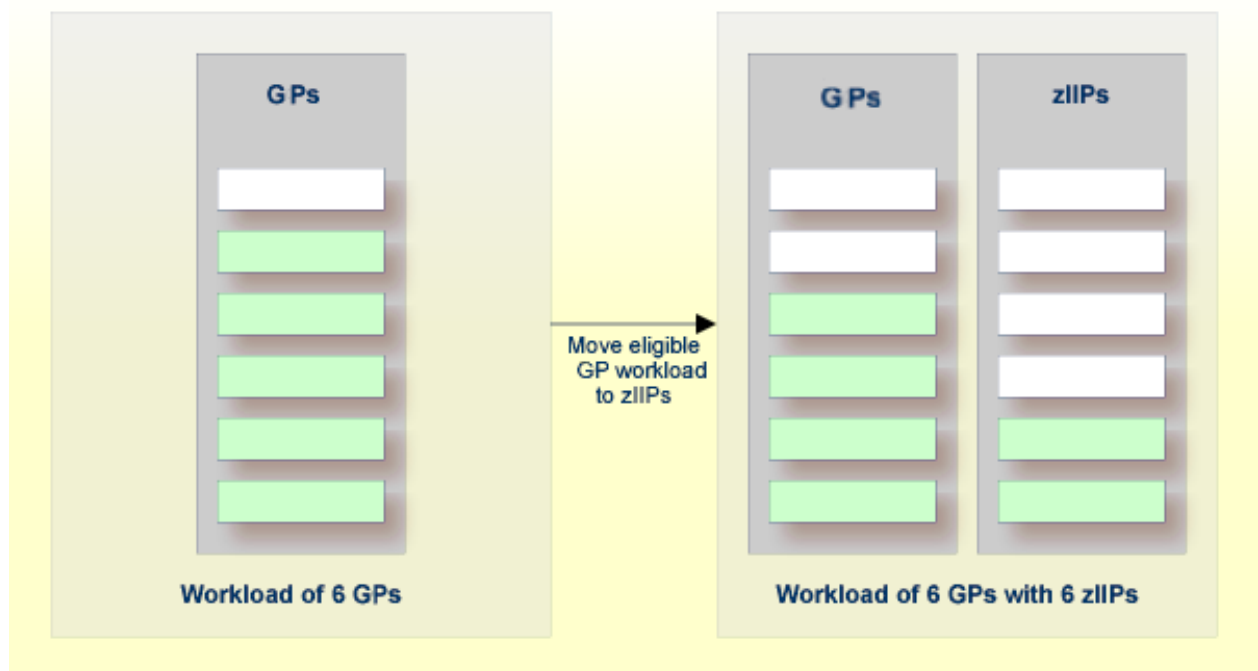 GPs
Workload of 6 GPs
Move eligible
GP workload
to zIIPs
GPs
zIIPs
Workload of 6 GPs with 6 zIIPs